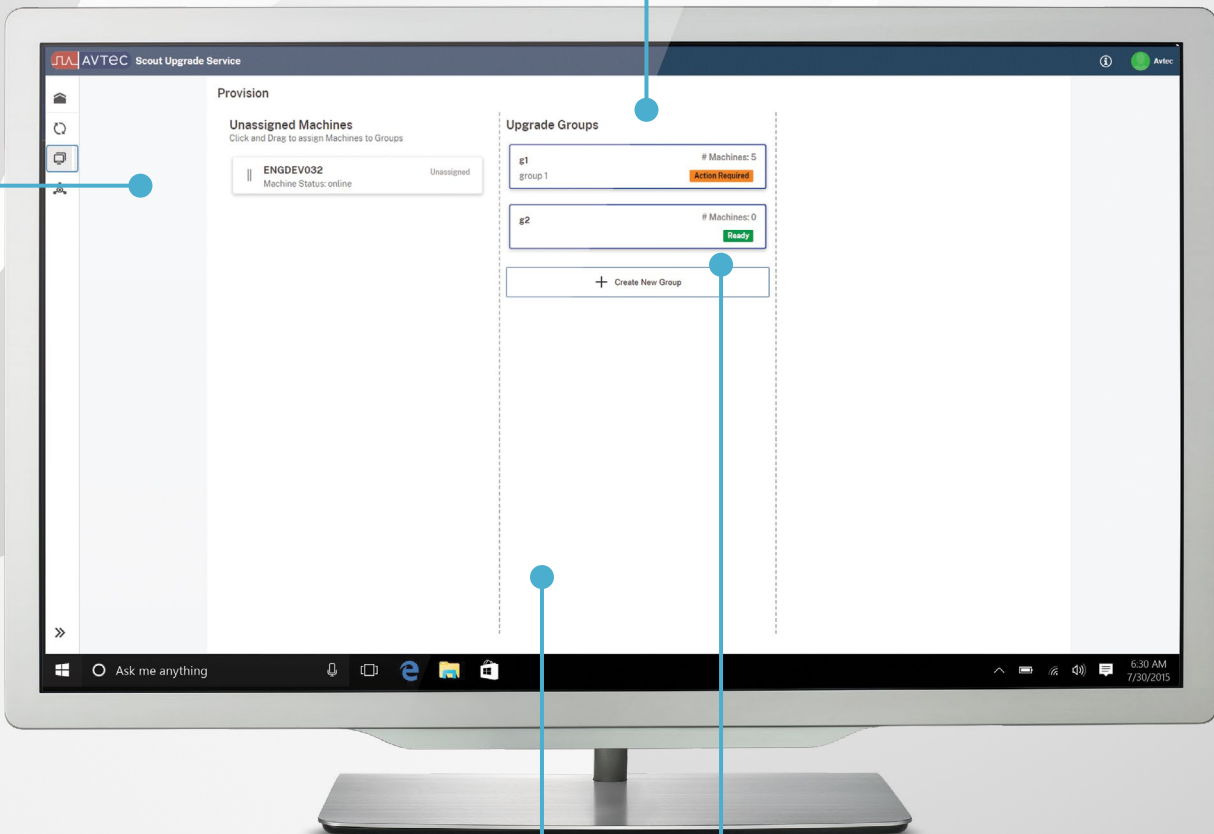 AVTEC Scout Upgrade Service
Avtec
Provision
Unassigned Machines
Click and Drag to assign Machines to Groups
ENGDEV032
Unassigned
Machine Status: online
Upgrade Groups
g1
# Machines: 5
group 1
Action Required
g2
# Machines: 0
Ready
+ Create New Group
Ask me anything
6:30 AM
7/30/2015